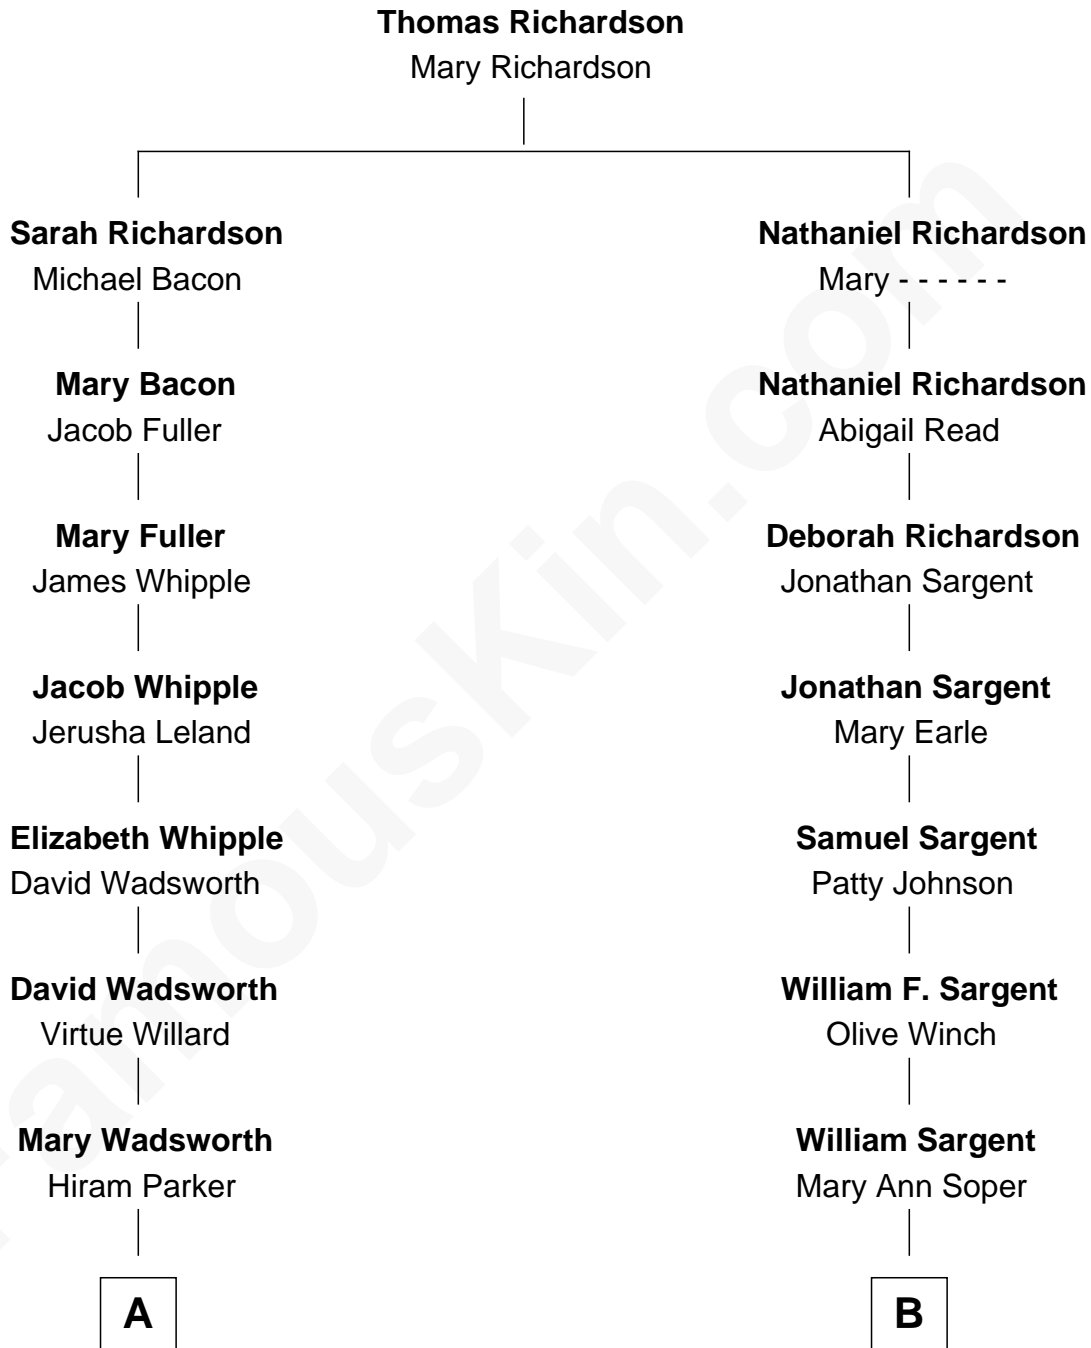 Thomas Richardson
Mary Richardson
Sarah Richardson
Michael Bacon
Mary Bacon
Jacob Fuller
Mary Fuller
James Whipple
Jacob Whipple
Jerusha Leland
Elizabeth Whipple
David Wadsworth
David Wadsworth
Virtue Willard
Mary Wadsworth
Hiram Parker
A
Nathaniel Richardson
Mary - - - - - -
Nathaniel Richardson
Abigail Read
Deborah Richardson
Jonathan Sargent
Jonathan Sargent
Mary Earle
Samuel Sargent
Patty Johnson
William F. Sargent
Olive Winch
William Sargent
Mary Ann Soper
B
FamousKin.com